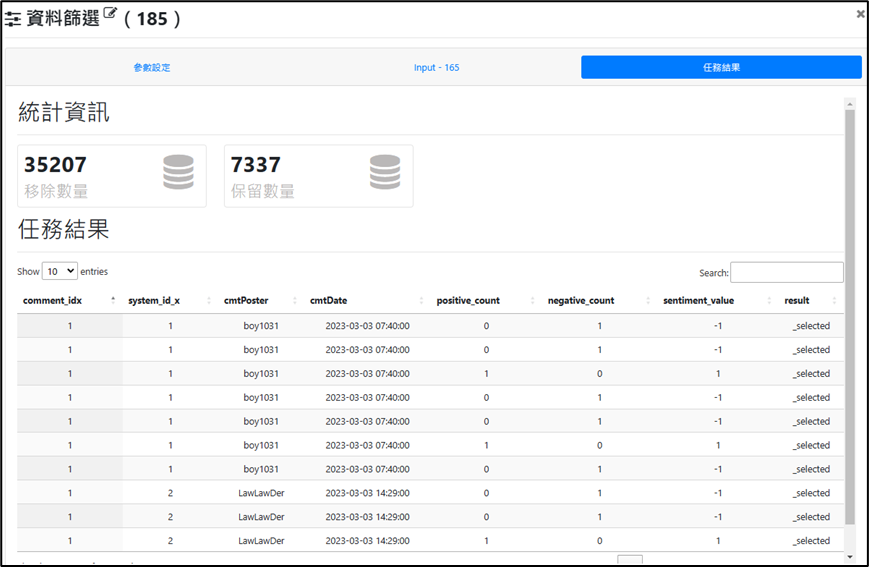 資料篩選 ( 185 )
參數設定 Input - 165 任務結果
統計資訊
35207 7337
移除數量 保留數量
任務結果
Show 10 entries Search:
comment_idx system_id_x cmtPoster cmtDate positive_count negative_count sentiment_value result
1 1 boy1031 2023-03-03 07:40:00 0 1 -1 _selected
1 1 boy1031 2023-03-03 07:40:00 0 1 -1 _selected
1 1 boy1031 2023-03-03 07:40:00 1 0 1 _selected
1 1 boy1031 2023-03-03 07:40:00 0 1 -1 _selected
1 1 boy1031 2023-03-03 07:40:00 0 1 -1 _selected
1 1 boy1031 2023-03-03 07:40:00 1 0 1 _selected
1 1 boy1031 2023-03-03 07:40:00 0 1 -1 _selected
1 2 LawLawDer 2023-03-03 14:29:00 0 1 -1 _selected
1 2 LawLawDer 2023-03-03 14:29:00 0 1 -1 _selected
1 2 LawLawDer 2023-03-03 14:29:00 1 0 1 _selected